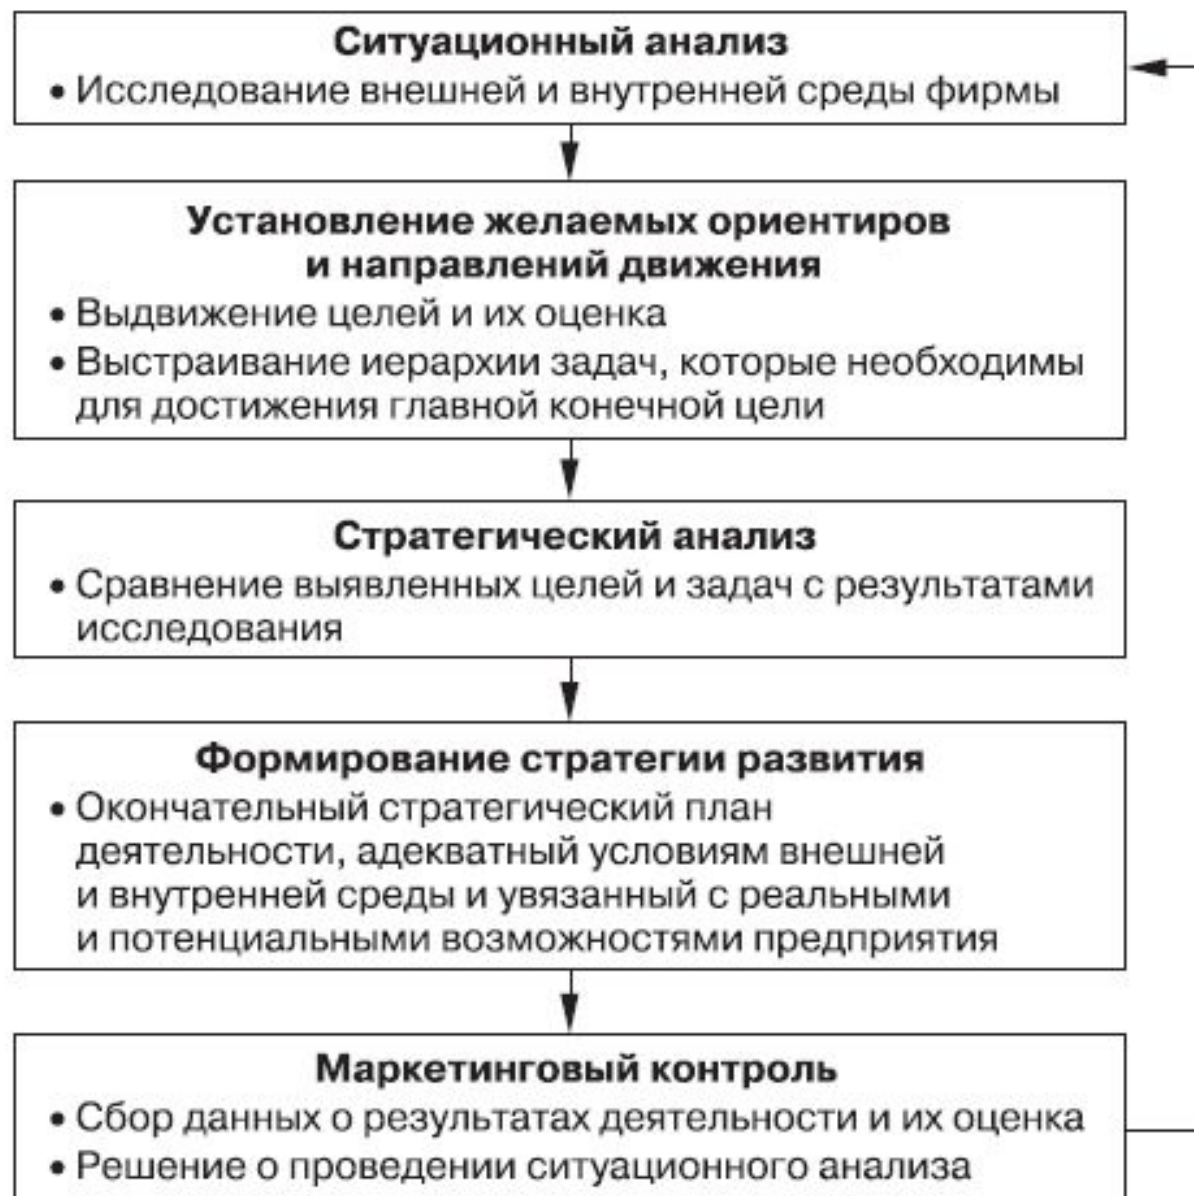 Ситуационный анализ
• Исследование внешней и внутренней среды фирмы
Установление желаемых ориентиров
и направлений движения
• Выдвижение целей и их оценка
• Выстраивание иерархии задач, которые необходимы
для достижения главной конечной цели
Стратегический анализ
• Сравнение выявленных целей и задач с результатами
исследования
Формирование стратегии развития
• Окончательный стратегический план
деятельности, адекватный условиям внешней
и внутренней среды и увязанный с реальными
и потенциальными возможностями предприятия
Маркетинговый контроль
• Сбор данных о результатах деятельности и их оценка
• Решение о проведении ситуационного анализа